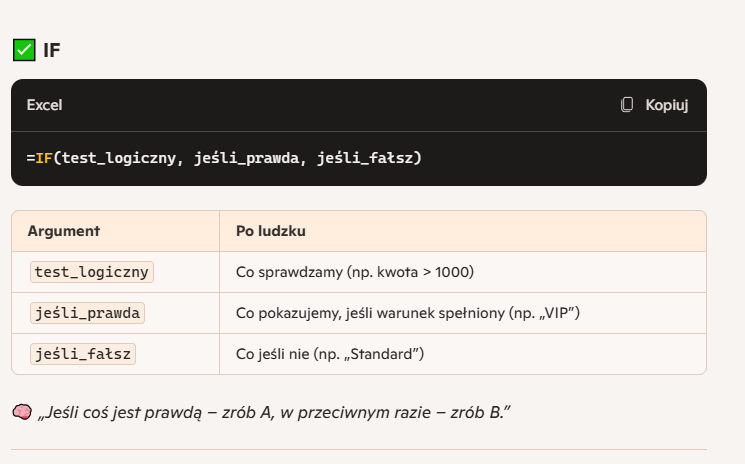 ✅ IF
Excel Kopiuj
=IF(test_logiczny, jeśli_prawda, jeśli_fałsz)
Argument Po ludzku
test_logiczny Co sprawdzamy (np. kwota > 1000)
jeśli_prawda Co pokazujemy, jeśli warunek spełniony (np. „VIP”)
jeśli_fałsz Co jeśli nie (np. „Standard”)
🧠 „Jeśli coś jest prawdą – zrób A, w przeciwnym razie – zrób B.”